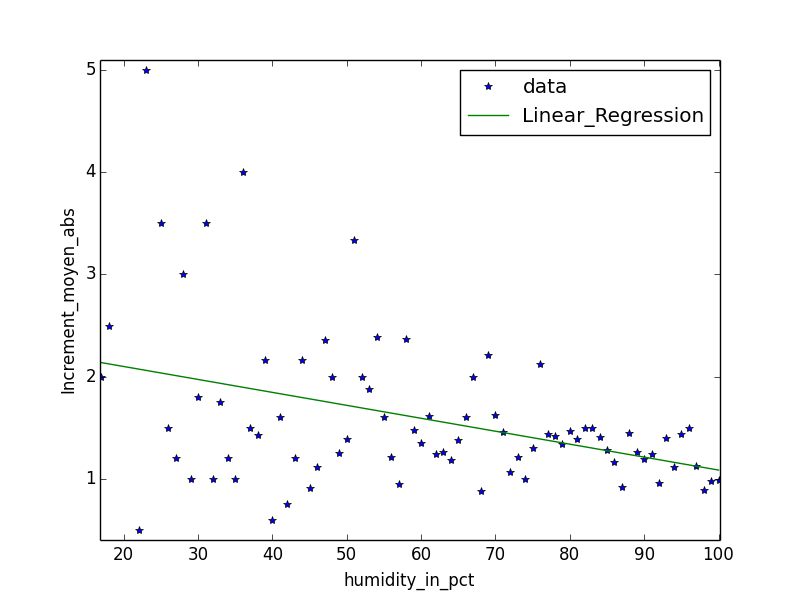 data
Linear_Regression
5
4
3
2
1
Increment_moyen_abs
20 30 40 50 60 70 80 90 100
humidity_in_pct